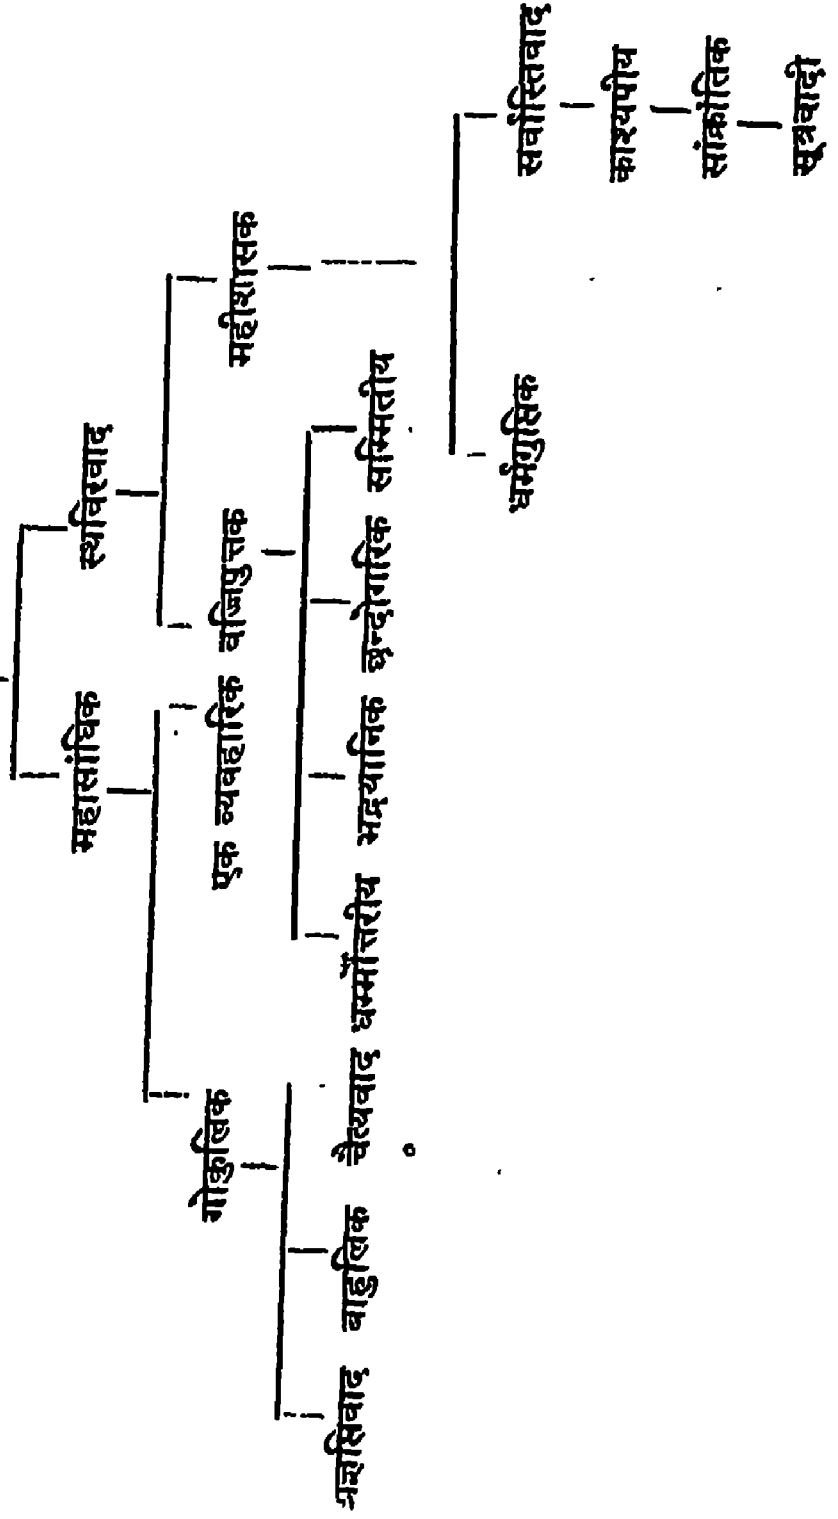 महासांघिक स्थविरवाद
गोकुलिक एक व्यवहारिक वज्जिपुत्तक महीशासक
प्रज्ञप्तिवाद वाहुलिक चैत्यवाद धम्मोत्तरीय भद्रयानिक छन्दागारिक सम्मितीय
धर्मगुप्तिक सर्वास्तिवाद
काश्यपीय
सांक्रांतिक
सूत्रवादी